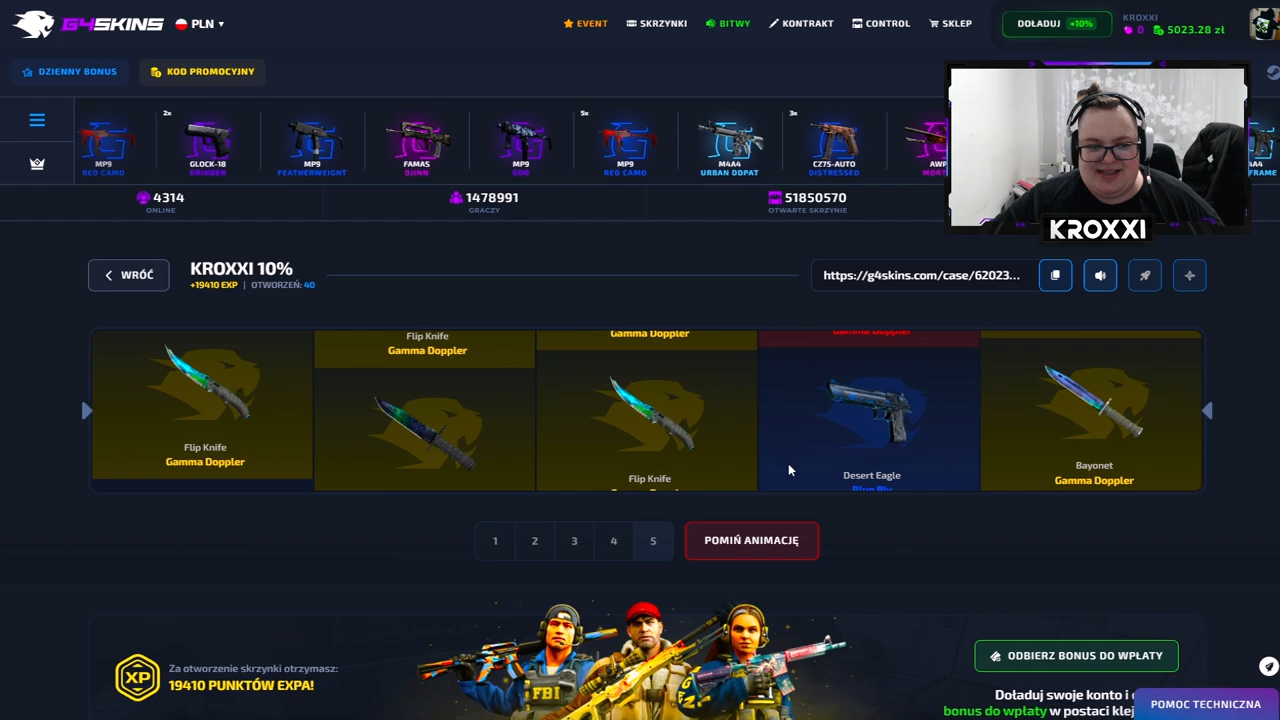 G4SKINS
PLN
EVENT
SKRZYNKI
BITWY
KONTRAKT
CONTROL
SKLEP
DOŁADUJ +10%
KROXXI
0 5023.28 zł
DZIENNY BONUS
KOD PROMOCYJNY
MP9
RED CAMO
2x
GLOCK-18
GRINDER
MP9
FEATHERWEIGHT
FAMAS
DJINN
MP9
GOO
5x
MP9
RED CAMO
M4A4
URBAN DDPAT
3x
CZ75-AUTO
DISTRESSED
AWP
4314
ONLINE
1478991
GRACZY
51850570
OTWARTE SKRZYNIE
KROXXI
WRÓĆ
KROXXI 10%
+19410 EXP | OTWORZEŃ: 40
https://g4skins.com/case/62023...
Flip Knife
Gamma Doppler
Flip Knife
Gamma Doppler
Gamma Doppler
Flip Knife
Gamma Doppler
Desert Eagle
Bayonet
Gamma Doppler
1 2 3 4 5
POMIŃ ANIMACJĘ
XP
Za otworzenie skrzynki otrzymasz:
19410 PUNKTÓW EXPA!
FBI
ODBIERZ BONUS DO WPŁATY
Doładuj swoje konto i
bonus do wpłaty w postaci
POMOC TECHNICZNA